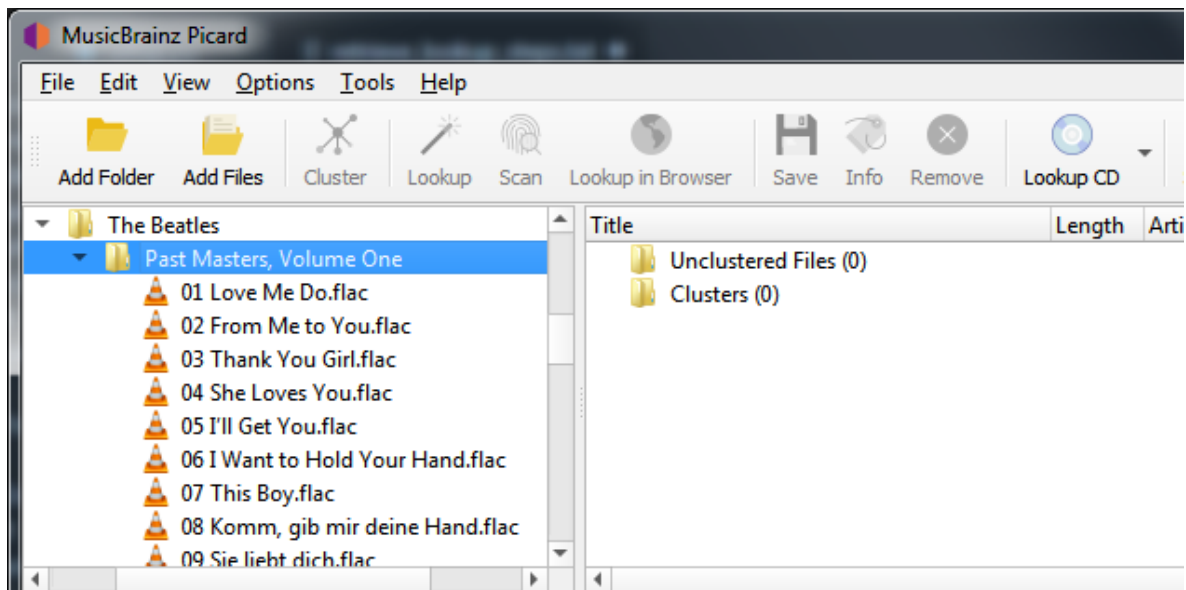 MusicBrainz Picard
File Edit View Options Tools Help
Add Folder Add Files Cluster Lookup Scan Lookup in Browser Save Info Remove Lookup CD
The Beatles
Past Masters, Volume One
01 Love Me Do.flac
02 From Me to You.flac
03 Thank You Girl.flac
04 She Loves You.flac
05 I'll Get You.flac
06 I Want to Hold Your Hand.flac
07 This Boy.flac
08 Komm, gib mir deine Hand.flac
09 Sie liebt dich.flac
Title Length Arti
Unclustered Files (0)
Clusters (0)